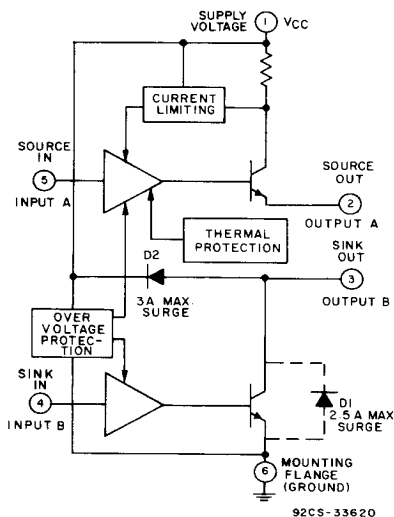 SUPPLY
VOLTAGE
1
VCC
CURRENT
LIMITING
SOURCE
IN
5
INPUT A
SOURCE
OUT
2
OUTPUT A
THERMAL
PROTECTION
SINK
OUT
3
OUTPUT B
D2
3A MAX.
SURGE
OVER
VOLTAGE
PROTEC-
TION
SINK
IN
4
INPUT B
D1
2.5 A MAX
SURGE
6
MOUNTING
FLANGE
(GROUND)
92CS-33620